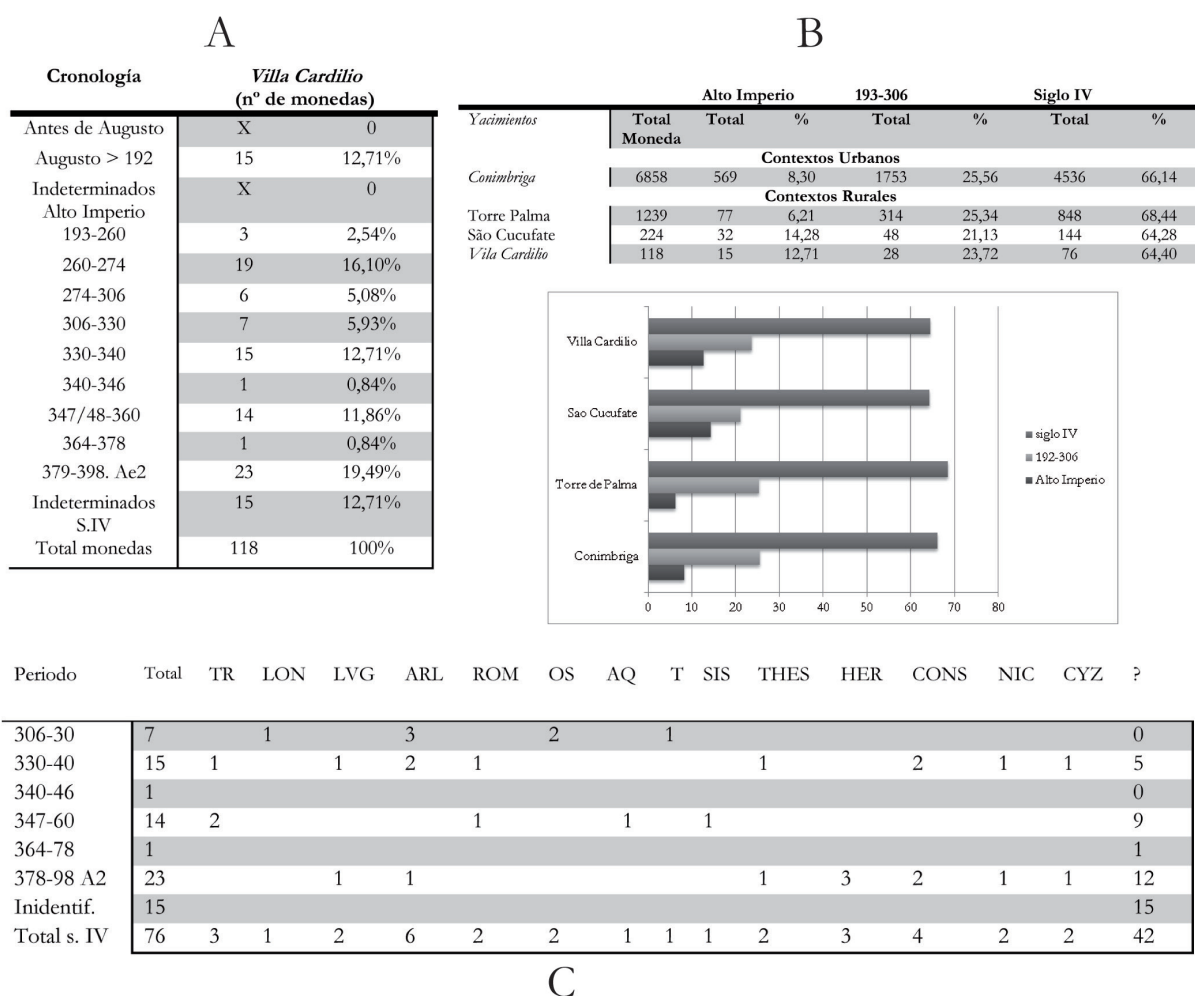 A
Cronología Villa Cardilio
(nº de monedas)
Antes de Augusto X 0
Augusto > 192 15 12,71%
Indeterminados X 0
Alto Imperio
193-260 3 2,54%
260-274 19 16,10%
274-306 6 5,08%
306-330 7 5,93%
330-340 15 12,71%
340-346 1 0,84%
347/48-360 14 11,86%
364-378 1 0,84%
379-398. Ae2 23 19,49%
Indeterminados 15 12,71%
S.IV
Total monedas 118 100%
B
Alto Imperio 193-306 Siglo IV
Yacimientos Total Total % Total % Total %
Moneda
Contextos Urbanos
Conimbriga 6858 569 8,30 1753 25,56 4536 66,14
Contextos Rurales
Torre Palma 1239 77 6,21 314 25,34 848 68,44
São Cucufate 224 32 14,28 48 21,13 144 64,28
Vila Cardilio 118 15 12,71 28 23,72 76 64,40
Villa Cardilio
Sao Cucufate
Torre de Palma
Conimbriga
0 10 20 30 40 50 60 70 80
siglo IV
192-306
Alto Imperio
Periodo Total TR LON LVG ARL ROM OS AQ T SIS THES HER CONS NIC CYZ ?
306-30 7 1 3 2 1 0
330-40 15 1 1 2 1 1 2 1 1 5
340-46 1 0
347-60 14 2 1 1 1 9
364-78 1 1
378-98 A2 23 1 1 1 3 2 1 1 12
Inidentif. 15 15
Total s. IV 76 3 1 2 6 2 2 1 1 1 2 3 4 2 2 42
C